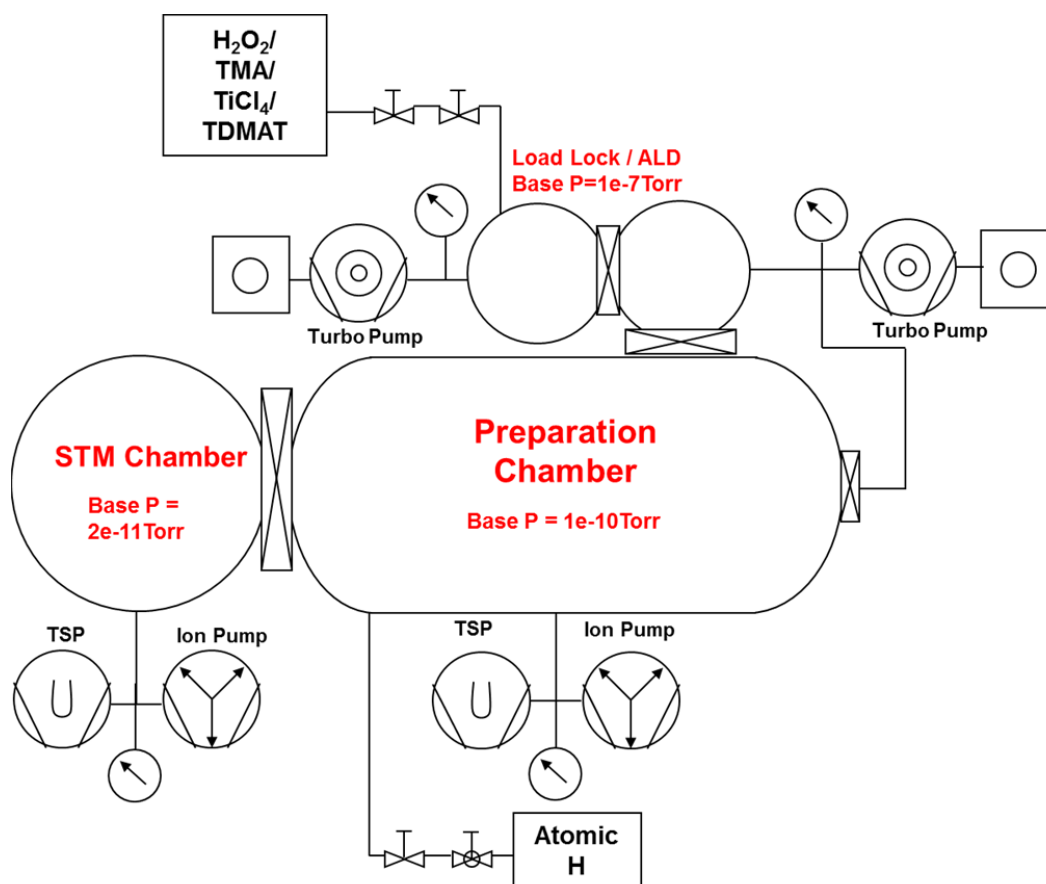 H₂O₂/
TMA/
TiCl₄/
TDMAT
Load Lock / ALD
Base P=1e-7Torr
Turbo Pump
Turbo Pump
STM Chamber
Base P =
2e-11Torr
Preparation
Chamber
Base P = 1e-10Torr
TSP
Ion Pump
TSP
Ion Pump
Atomic
H